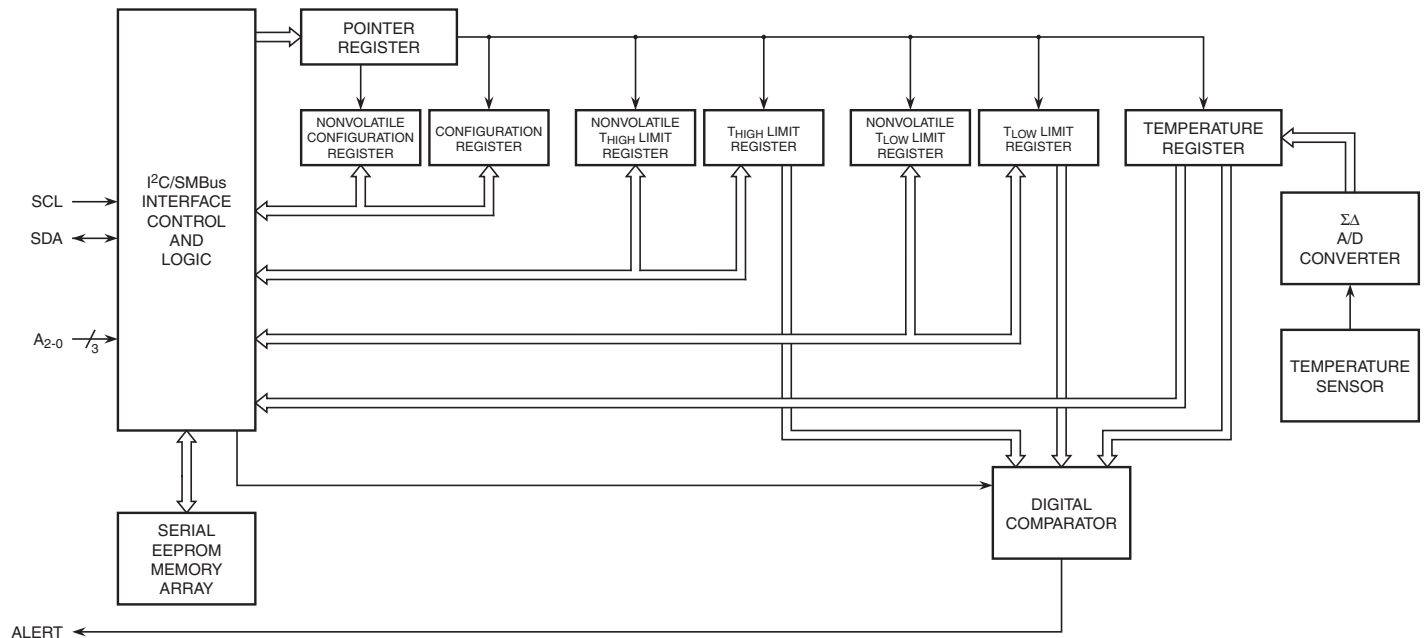 POINTER
REGISTER
NONVOLATILE
CONFIGURATION
REGISTER
CONFIGURATION
REGISTER
NONVOLATILE
THIGH LIMIT
REGISTER
THIGH LIMIT
REGISTER
NONVOLATILE
TLOW LIMIT
REGISTER
TLOW LIMIT
REGISTER
TEMPERATURE
REGISTER
I2C/SMBus
INTERFACE
CONTROL
AND
LOGIC
SCL
SDA
A2-0
3
ΣΔ
A/D
CONVERTER
TEMPERATURE
SENSOR
DIGITAL
COMPARATOR
SERIAL
EEPROM
MEMORY
ARRAY
ALERT